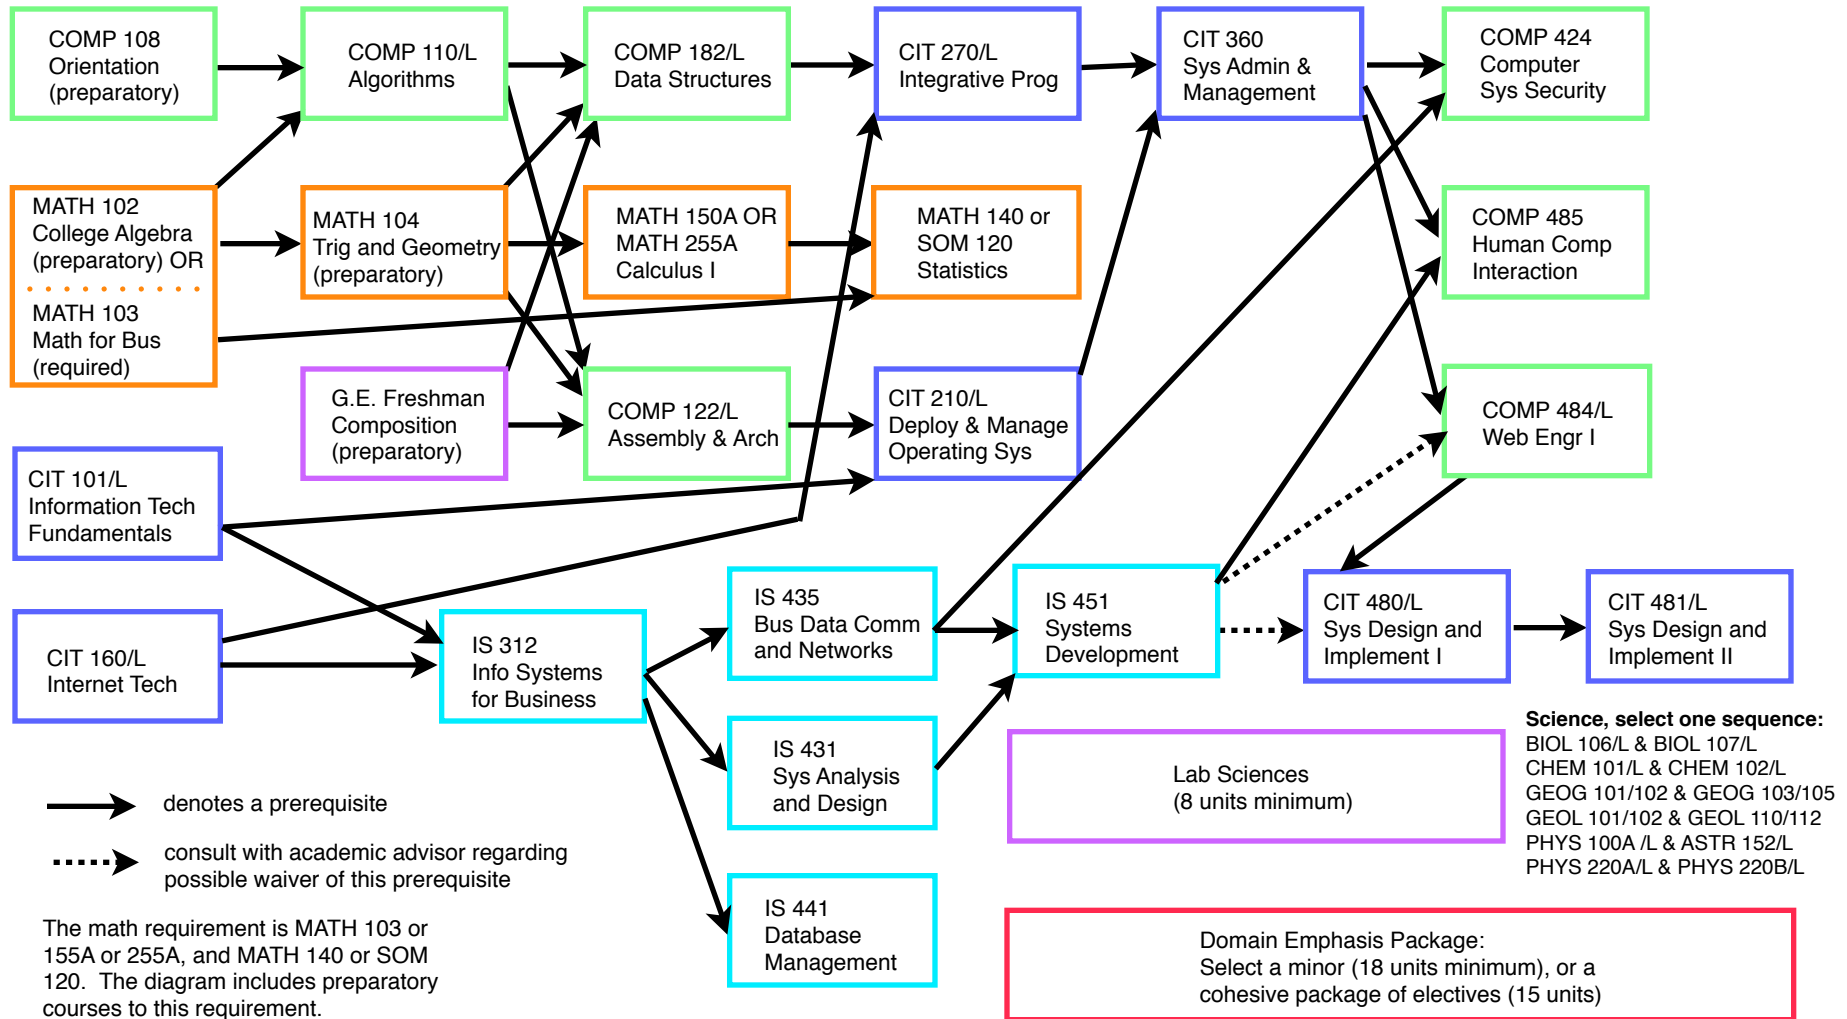 COMP 108
Orientation
(preparatory)
COMP 110/L
Algorithms
COMP 182/L
Data Structures
CIT 270/L
Integrative Prog
CIT 360
Sys Admin &
Management
COMP 424
Computer
Sys Security
MATH 102
College Algebra
(preparatory) OR
MATH 103
Math for Bus
(required)
MATH 104
Trig and Geometry
(preparatory)
MATH 150A OR
MATH 255A
Calculus I
MATH 140 or
SOM 120
Statistics
COMP 485
Human Comp
Interaction
G.E. Freshman
Composition
(preparatory)
COMP 122/L
Assembly & Arch
CIT 210/L
Deploy & Manage
Operating Sys
COMP 484/L
Web Engr I
CIT 101/L
Information Tech
Fundamentals
CIT 160/L
Internet Tech
IS 312
Info Systems
for Business
IS 435
Bus Data Comm
and Networks
IS 451
Systems
Development
CIT 480/L
Sys Design and
Implement I
CIT 481/L
Sys Design and
Implement II
IS 431
Sys Analysis
and Design
IS 441
Database
Management
Lab Sciences
(8 units minimum)
Science, select one sequence:
BIOL 106/L & BIOL 107/L
CHEM 101/L & CHEM 102/L
GEOG 101/102 & GEOG 103/105
GEOL 101/102 & GEOL 110/112
PHYS 100A /L & ASTR 152/L
PHYS 220A/L & PHYS 220B/L
denotes a prerequisite
consult with academic advisor regarding
possible waiver of this prerequisite
The math requirement is MATH 103 or
155A or 255A, and MATH 140 or SOM
120.  The diagram includes preparatory
courses to this requirement.
Domain Emphasis Package:
Select a minor (18 units minimum), or a
cohesive package of electives (15 units)